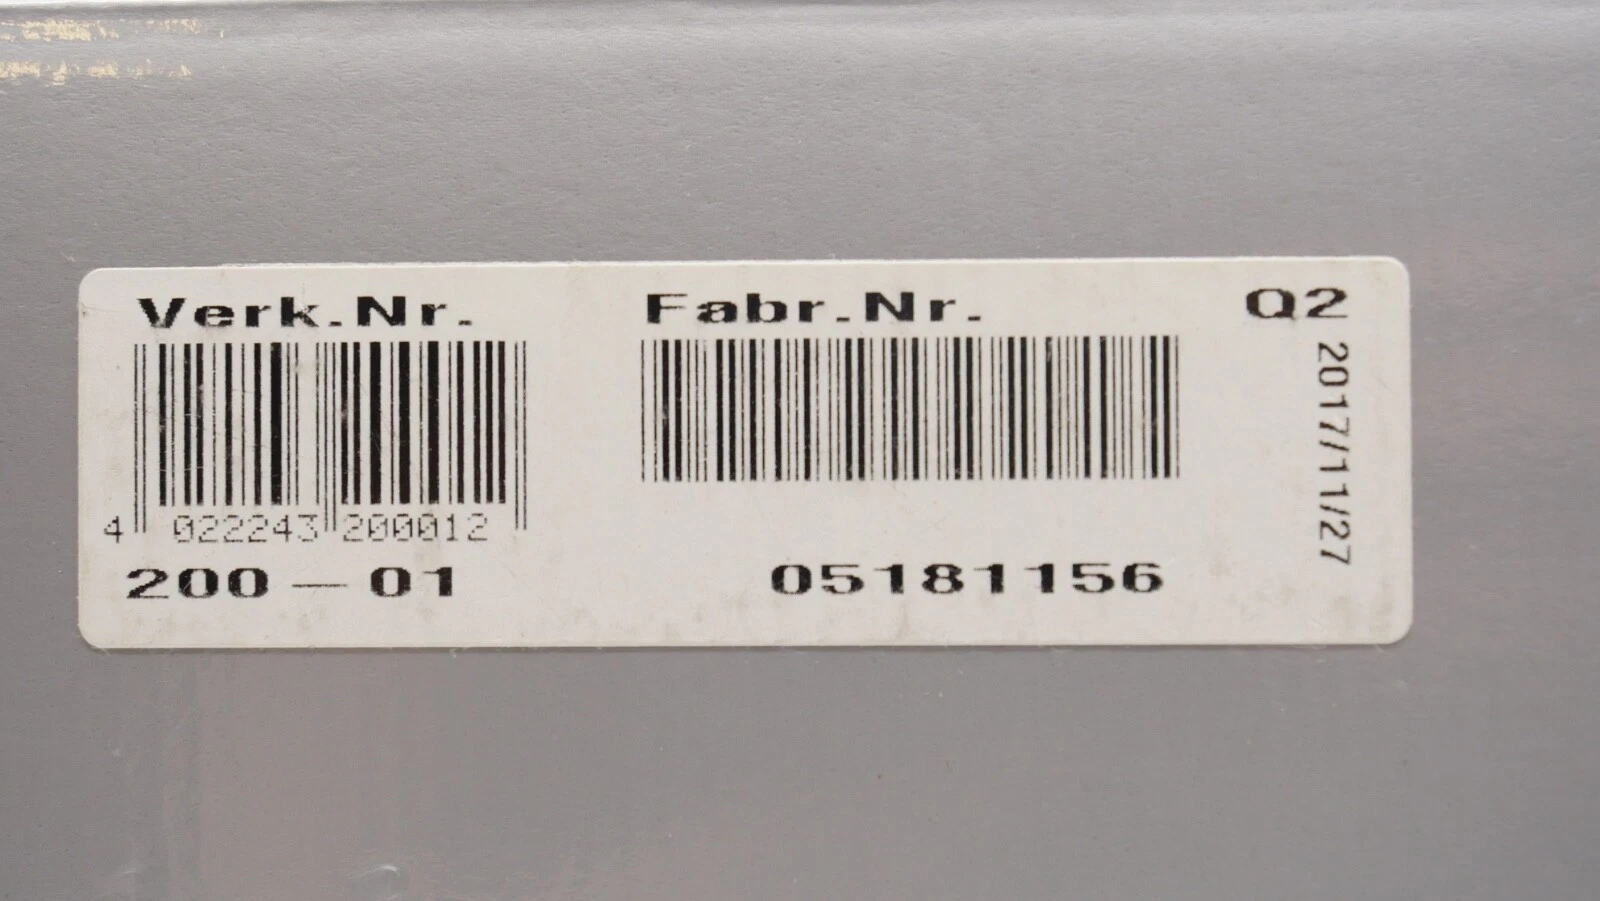 Verk.Nr.
Fabr.Nr.
Q2
2017/11/27
4 022243 200012
200 — 01
05181156